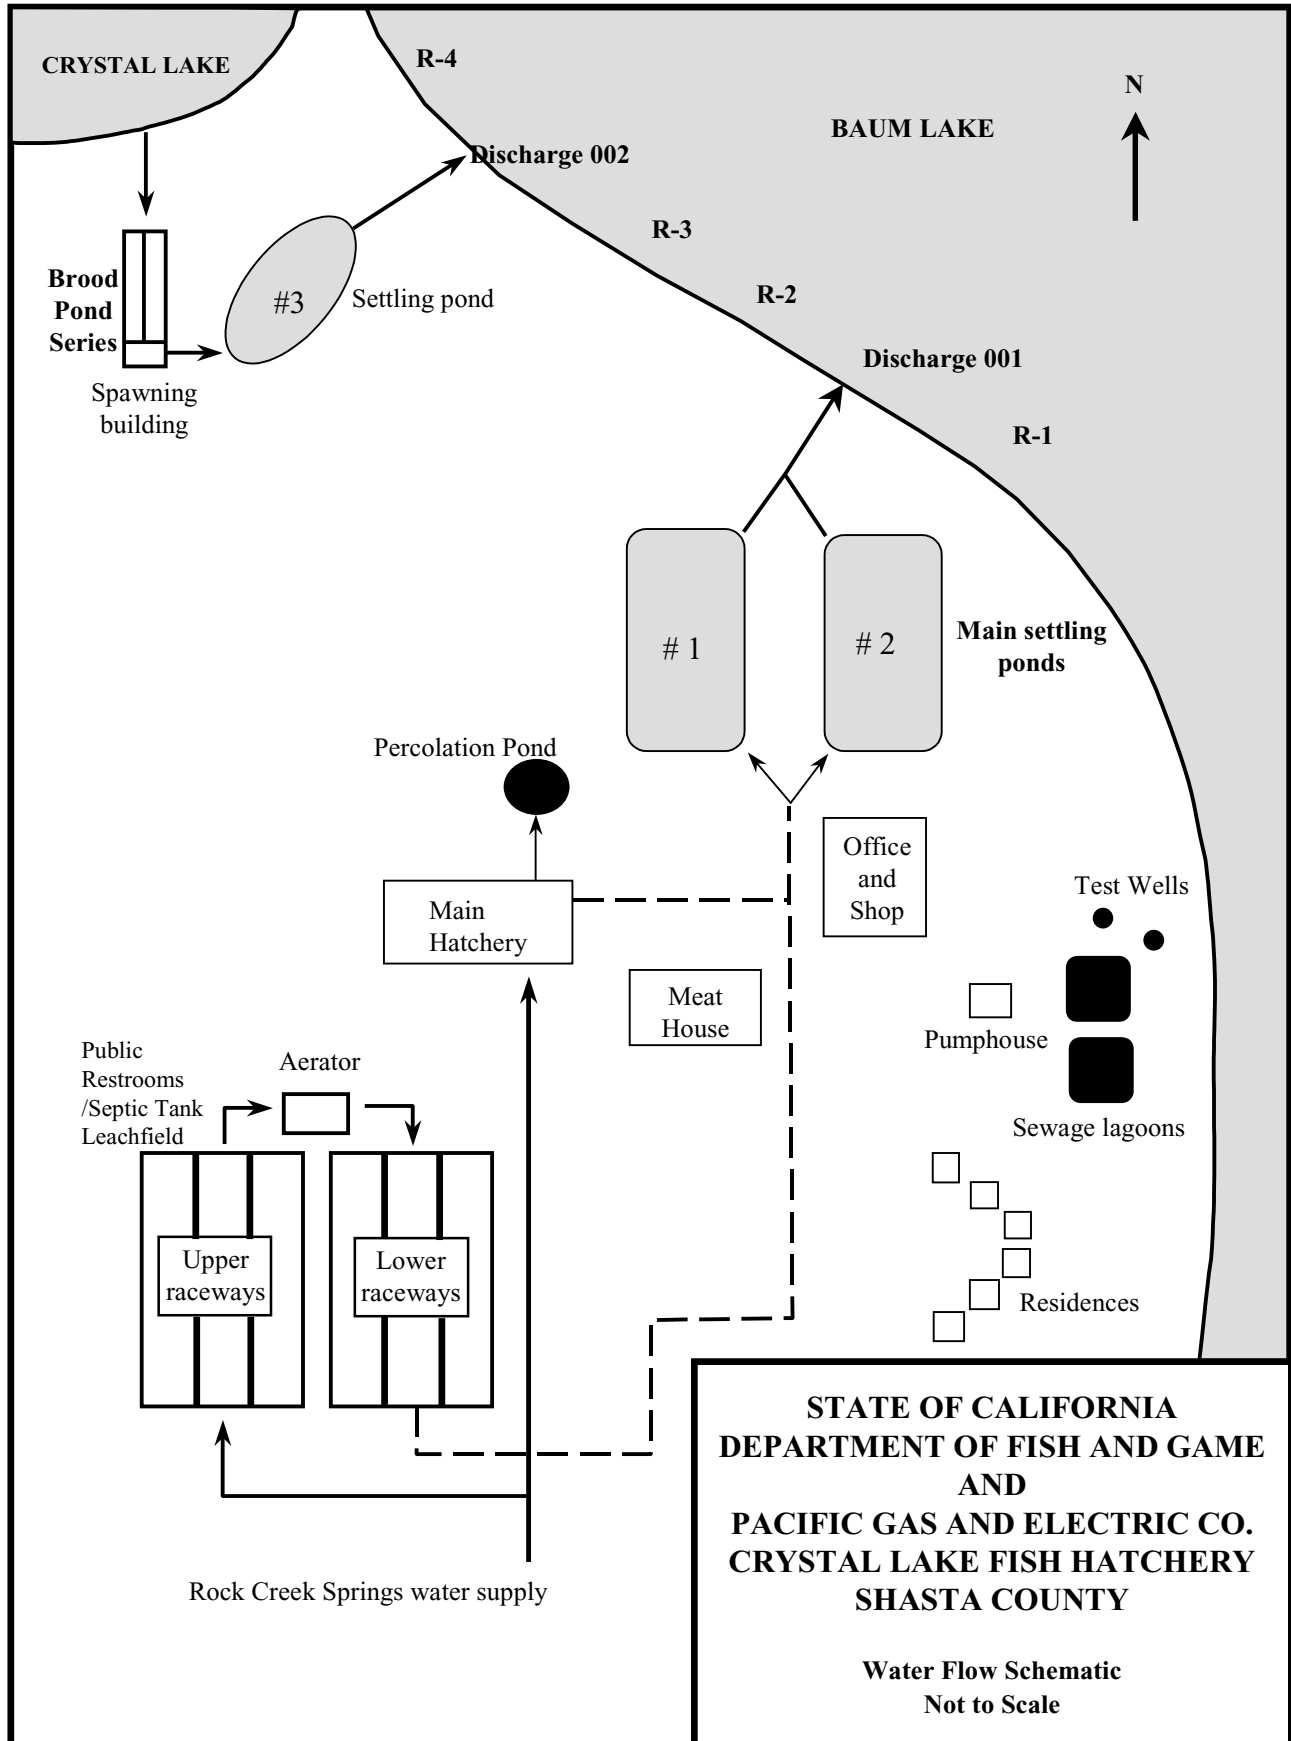 CRYSTAL LAKE
R-4
N
BAUM LAKE
Discharge 002
R-3
Brood
Pond
Series
#3
Settling pond
R-2
Discharge 001
Spawning
building
R-1
# 1
# 2
Main settling
ponds
Percolation Pond
Office
and
Shop
Test Wells
Main
Hatchery
Meat
House
Pumphouse
Public
Restrooms
/Septic Tank
Leachfield
Aerator
Sewage lagoons
Upper
raceways
Lower
raceways
Residences
Rock Creek Springs water supply
STATE OF CALIFORNIA
DEPARTMENT OF FISH AND GAME
AND
PACIFIC GAS AND ELECTRIC CO.
CRYSTAL LAKE FISH HATCHERY
SHASTA COUNTY
Water Flow Schematic
Not to Scale